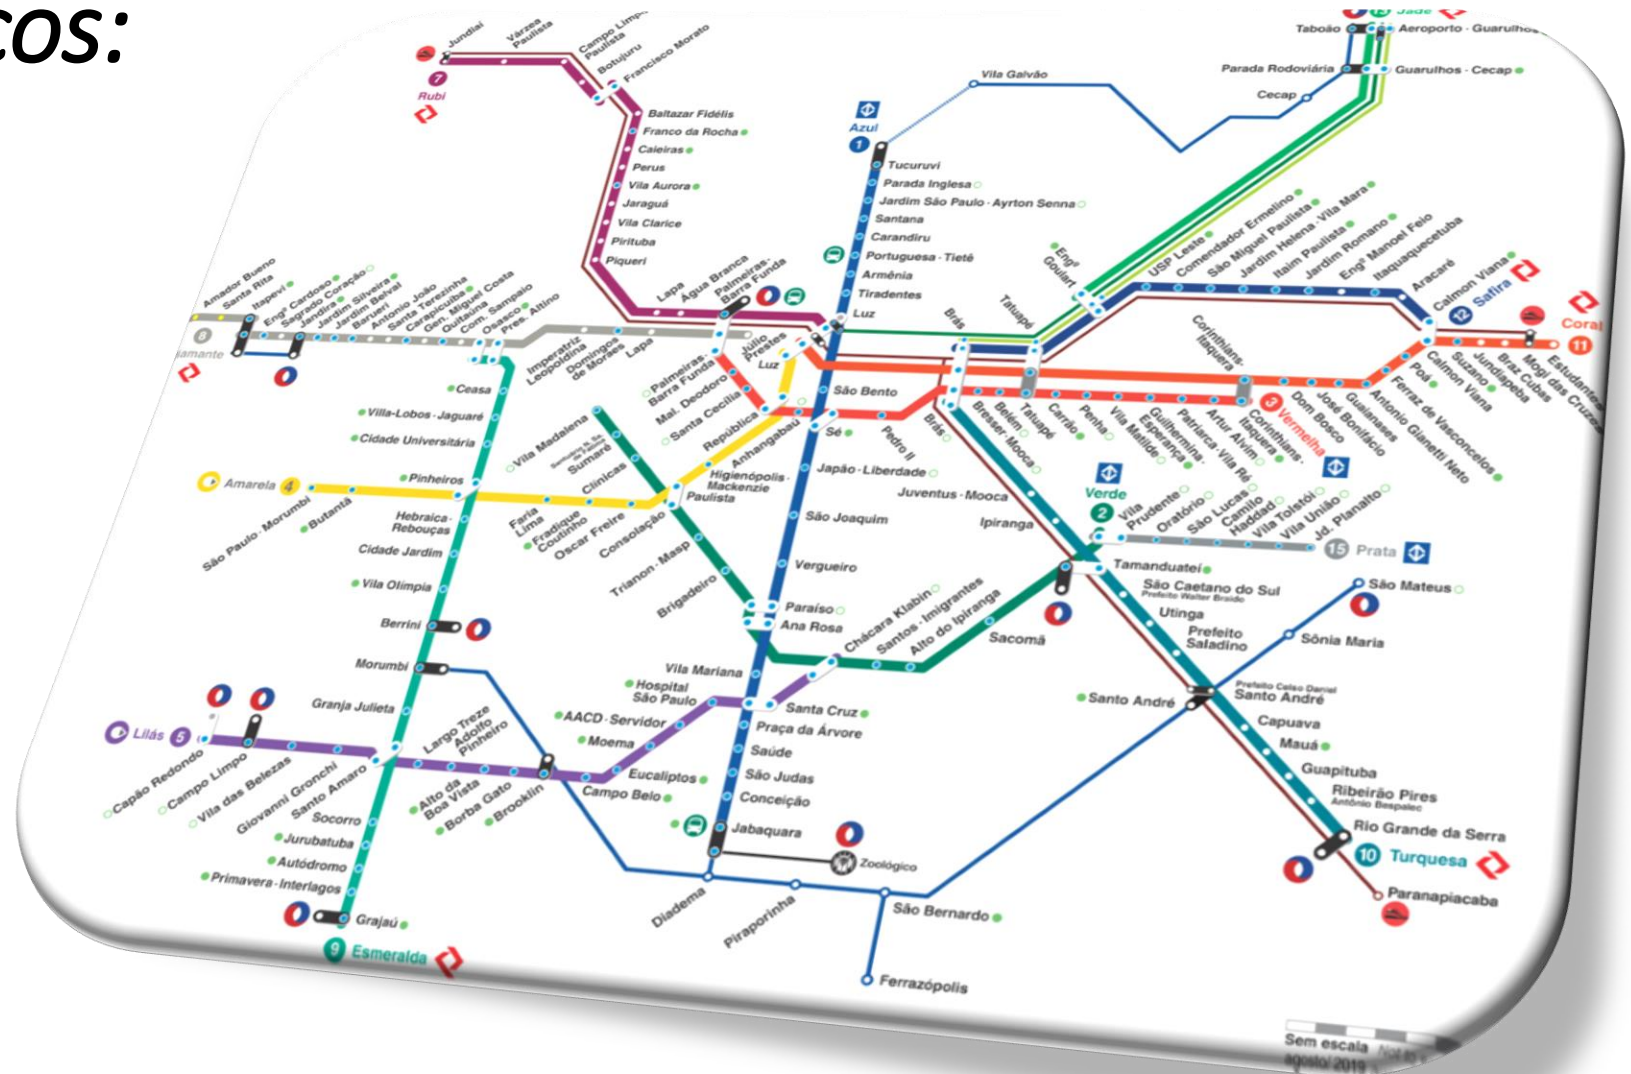 cos:
Jundiaí
Várzea
Paulista
Campo Limpo
Paulista
Botujuru
Francisco Morato
7
Rubi
Baltazar Fidélis
Franco da Rocha
Caieiras
Perus
Vila Aurora
Jaraguá
Vila Clarice
Pirituba
Piqueri
Lapa
Água Branca
Palmeiras-
Barra Funda
Azul
1
Tucuruvi
Parada Inglesa
Jardim São Paulo - Ayrton Senna
Santana
Carandiru
Portuguesa - Tietê
Armênia
Tiradentes
Luz
Vila Galvão
Taboão
Parada Rodoviária
Cecap
Jade
Aeroporto - Guarulhos
Guarulhos - Cecap
Engº
Goulart
USP Leste
Comendador Ermelino
São Miguel Paulista
Jardim Helena - Vila Mara
Itaim Paulista
Jardim Romano
Engº Manoel Feio
Itaquaquecetuba
Aracaré
Calmon Viana
12
Safira
Coral
11
Amador Bueno
Santa Rita
Itapevi
Engº Cardoso
Sagrado Coração
Jandira
Jardim Silveira
Jardim Belval
Barueri
Antonio João
Santa Terezinha
Carapicuíba
Gen. Miguel Costa
Quitaúna
Com. Sampaio
Osasco
Pres. Altino
8
iamante
Imperatriz
Leopoldina
Domingos
de Moraes
Lapa
Júlio
Prestes
Luz
Brás
Tatuapé
Corinthians-
Itaquera
Palmeiras-
Barra Funda
Mal. Deodoro
Santa Cecília
República
Anhangabaú
São Bento
Sé
Pedro II
Brás
Bresser - Mooca
Belém
Tatuapé
Carrão
Penha
Vila Matilde
Guilhermina-
Esperança
Patriarca - Vila Ré
Artur Alvim
Corinthians-
Itaquera
3
Vermelha
Dom Bosco
José Bonifácio
Guaianases
Antonio Gianetti Neto
Ferraz de Vasconcelos
Poá
Calmon Viana
Suzano
Jundiapeba
Braz Cubas
Mogi das Cruzes
Estudantes
Ceasa
Villa-Lobos - Jaguaré
Cidade Universitária
Pinheiros
Hebraica-
Rebouças
Cidade Jardim
Vila Olímpia
Berrini
Morumbi
Granja Julieta
Santo Amaro
Socorro
Jurubatuba
Autódromo
Primavera - Interlagos
Grajaú
9
Esmeralda
Amarela
4
São Paulo - Morumbi
Butantã
Faria
Lima
Fradique
Coutinho
Oscar Freire
Paulista
Higienópolis-
Mackenzie
Vila Madalena
Sumaré
Clínicas
Consolação
Trianon - Masp
Brigadeiro
Paraíso
Ana Rosa
Chácara Klabin
Santos - Imigrantes
Alto do Ipiranga
Sacomã
Tamanduateí
Verde
2
Vila
Prudente
Oratório
São Lucas
Camilo
Haddad
Vila Tolstói
Vila União
Jd. Planalto
15
Prata
São Mateus
Sônia Maria
Japão - Liberdade
São Joaquim
Vergueiro
Vila Mariana
Santa Cruz
Praça da Árvore
Saúde
São Judas
Conceição
Jabaquara
Zoológico
Juventus - Mooca
Ipiranga
São Caetano do Sul
Prefeito Walter Braido
Utinga
Prefeito
Saladino
Prefeito Celso Daniel
Santo André
Santo André
Capuava
Mauá
Guapituba
Ribeirão Pires
Antônio Bespalec
Rio Grande da Serra
10
Turquesa
Paranapiacaba
Lilás
5
Capão Redondo
Campo Limpo
Vila das Belezas
Giovanni Gronchi
Largo Treze
Adolfo
Pinheiro
Alto da
Boa Vista
Borba Gato
Brooklin
Campo Belo
Eucaliptos
Moema
AACD - Servidor
Hospital
São Paulo
Diadema
Piraporinha
São Bernardo
Ferrazópolis
Sem escala
agosto/2019